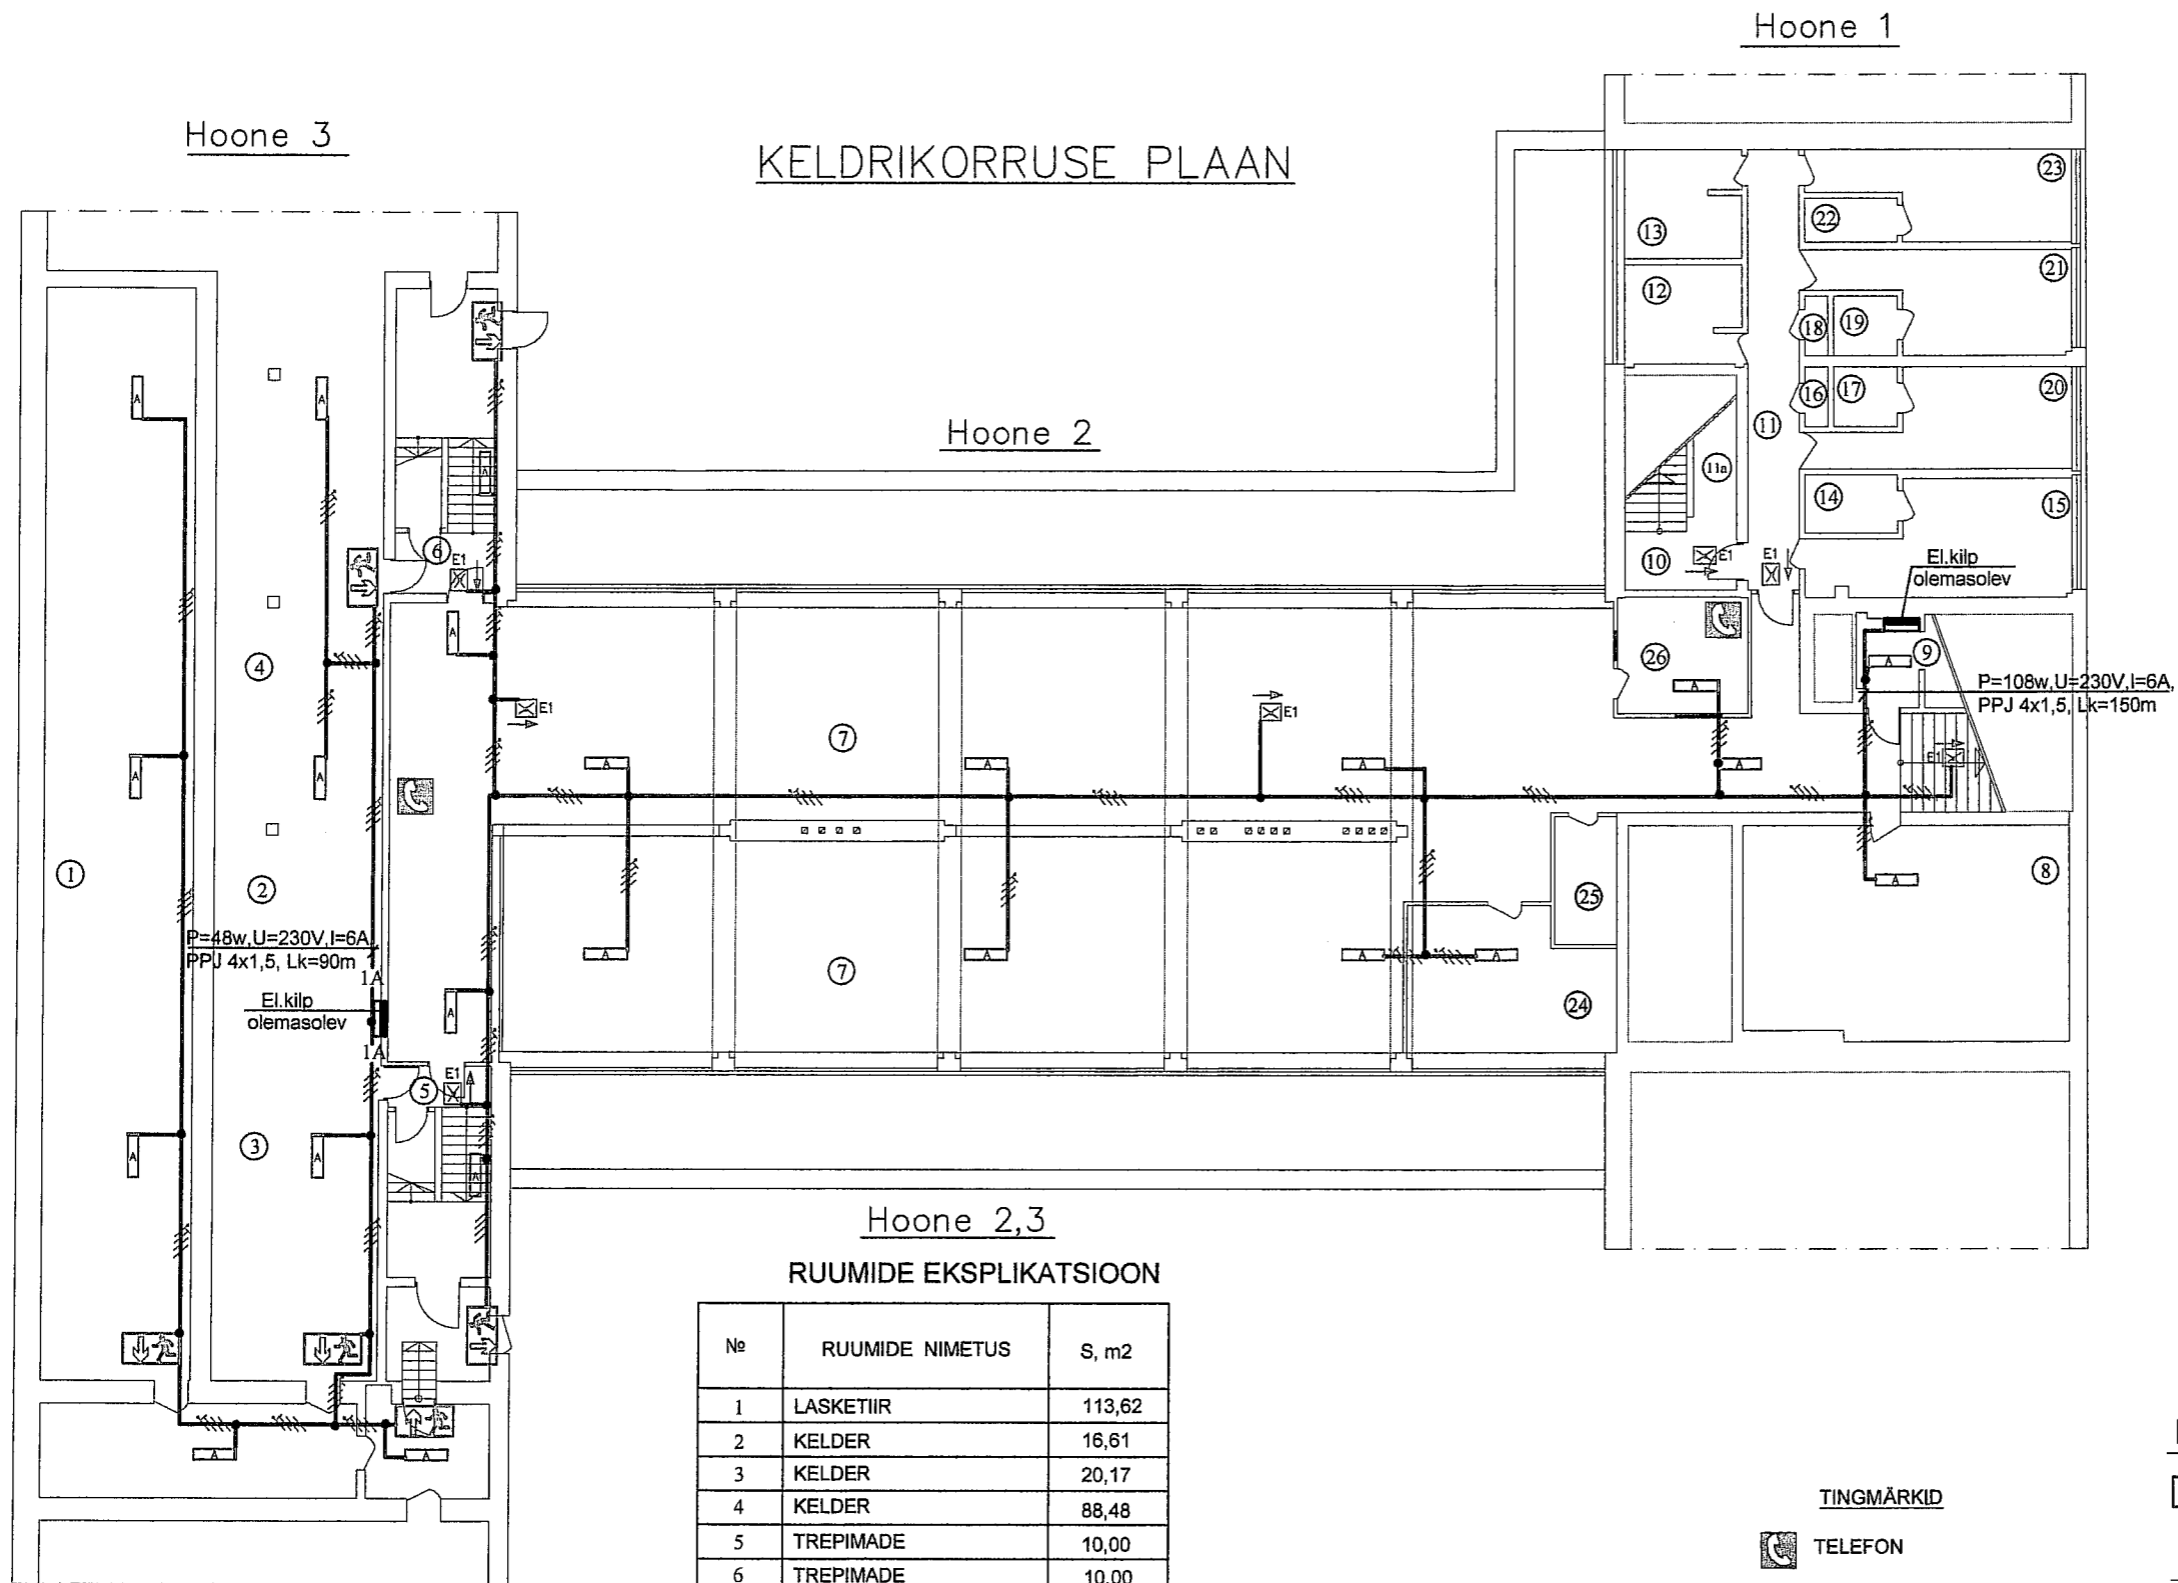 Hoone 1
Hoone 3
KELDRIKORRUSE PLAAN
23
22
13
21
12
18
19
16
17
20
11
Hoone 2
11a
14
15
6
E1
10
E1
E1
El.kilp
olemasolev
A
A
A
A
4
26
9
A
A
P=108w,U=230V,I=6A,
PPJ 4x1,5, Lk=150m
E1
E1
7
A
A
A
A
A
A
E1
1
2
8
A
25
P=48w,U=230V,I=6A
PPJ 4x1,5, Lk=90m
1A
A
A
A
A
7
El.kilp
olemasolev
A
24
1A
5
E1
3
A
A
A
Hoone 2,3
RUUMIDE EKSPLIKATSIOON
№ RUUMIDE NIMETUS S, m2
1 LASKETIIR 113,62
2 KELDER 16,61
3 KELDER 20,17
4 KELDER 88,48
5 TREPIMADE 10,00
6 TREPIMADE 10,00
A
A
TINGMÄRKID
TELEFON